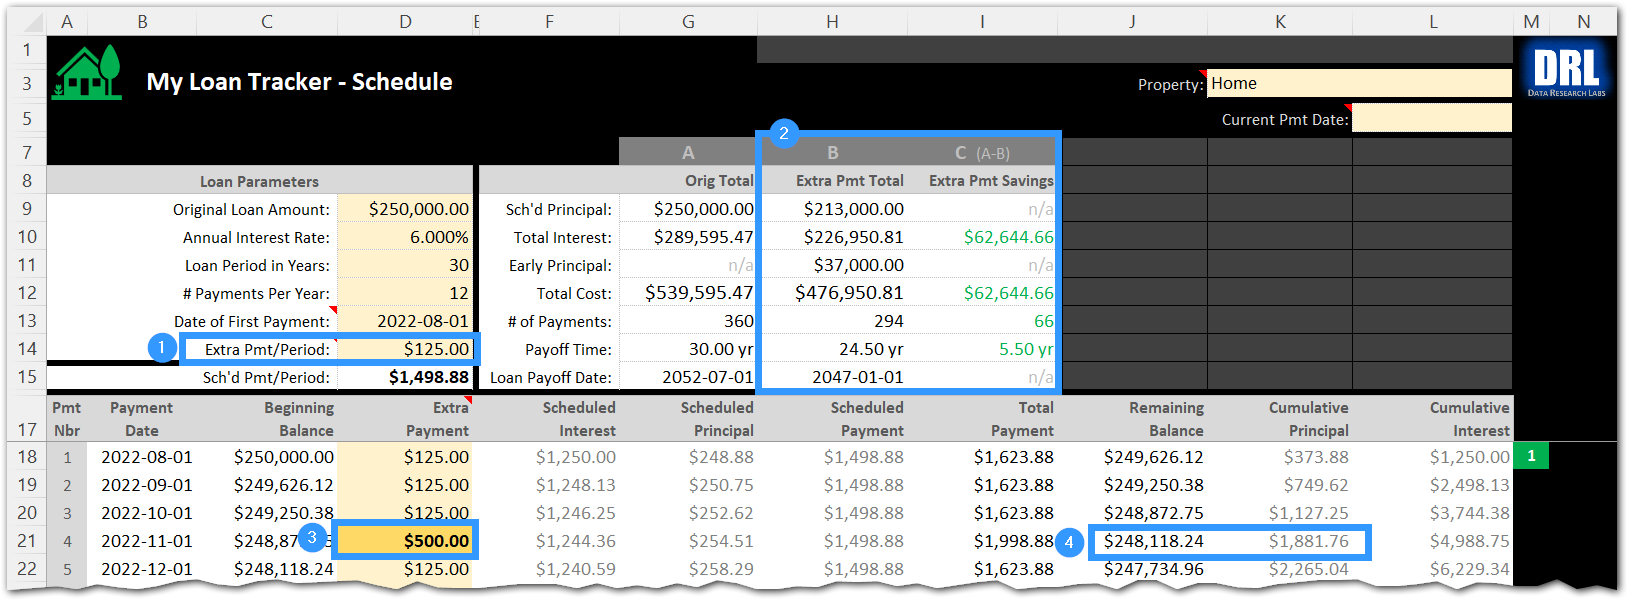 A B C D E F G H I J K L M N
1
3 My Loan Tracker - Schedule Property: Home DRL
DATA RESEARCH LABS
5 Current Pmt Date:
2
7 A B C (A-B)
8 Loan Parameters Orig Total Extra Pmt Total Extra Pmt Savings
9 Original Loan Amount: $250,000.00 Sch'd Principal: $250,000.00 $213,000.00 n/a
10 Annual Interest Rate: 6.000% Total Interest: $289,595.47 $226,950.81 $62,644.66
11 Loan Period in Years: 30 Early Principal: n/a $37,000.00 n/a
12 # Payments Per Year: 12 Total Cost: $539,595.47 $476,950.81 $62,644.66
13 Date of First Payment: 2022-08-01 # of Payments: 360 294 66
14 1 Extra Pmt/Period: $125.00 Payoff Time: 30.00 yr 24.50 yr 5.50 yr
15 Sch'd Pmt/Period: $1,498.88 Loan Payoff Date: 2052-07-01 2047-01-01 n/a
Pmt Payment Beginning Extra Scheduled Scheduled Scheduled Total Remaining Cumulative Cumulative
17 Nbr Date Balance Payment Interest Principal Payment Payment Balance Principal Interest
18 1 2022-08-01 $250,000.00 $125.00 $1,250.00 $248.88 $1,498.88 $1,623.88 $249,626.12 $373.88 $1,250.00 1
19 2 2022-09-01 $249,626.12 $125.00 $1,248.13 $250.75 $1,498.88 $1,623.88 $249,250.38 $749.62 $2,498.13
20 3 2022-10-01 $249,250.38 $125.00 $1,246.25 $252.62 $1,498.88 $1,623.88 $248,872.75 $1,127.25 $3,744.38
21 4 2022-11-01 $248,87 3 $500.00 $1,244.36 $254.51 $1,498.88 $1,998.88 4 $248,118.24 $1,881.76 $4,988.75
22 5 2022-12-01 $248,118.24 $125.00 $1,240.59 $258.29 $1,498.88 $1,623.88 $247,734.96 $2,265.04 $6,229.34